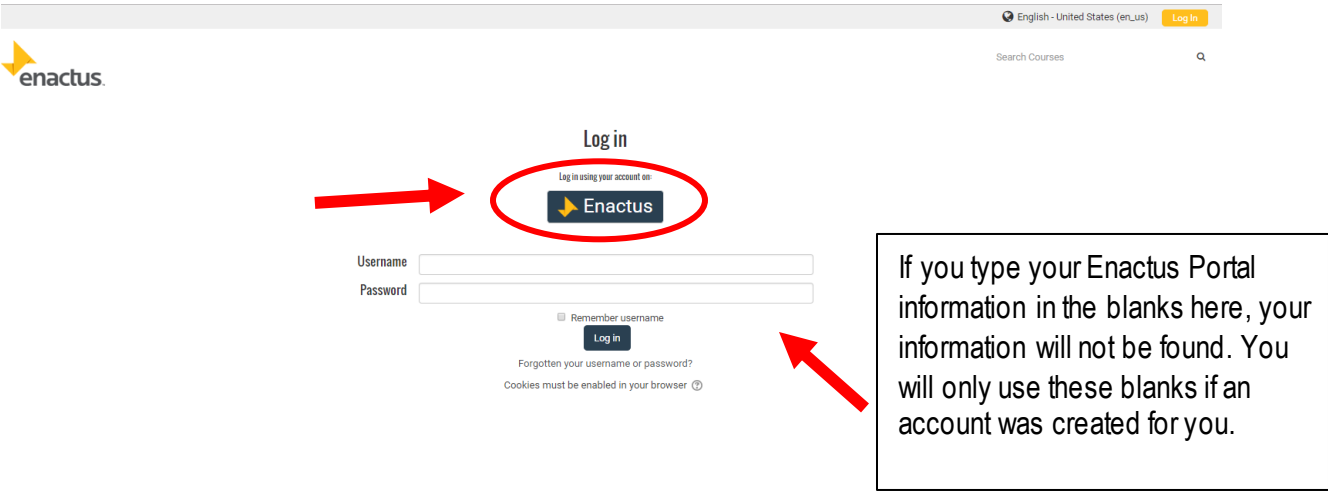 English - United States (en_us)
Log in
enactus.
Search Courses
Log in
Log in using your account on:
Enactus
Username
Password
Remember username
Log in
Forgotten your username or password?
Cookies must be enabled in your browser
If you type your Enactus Portal
information in the blanks here, your
information will not be found. You
will only use these blanks if an
account was created for you.